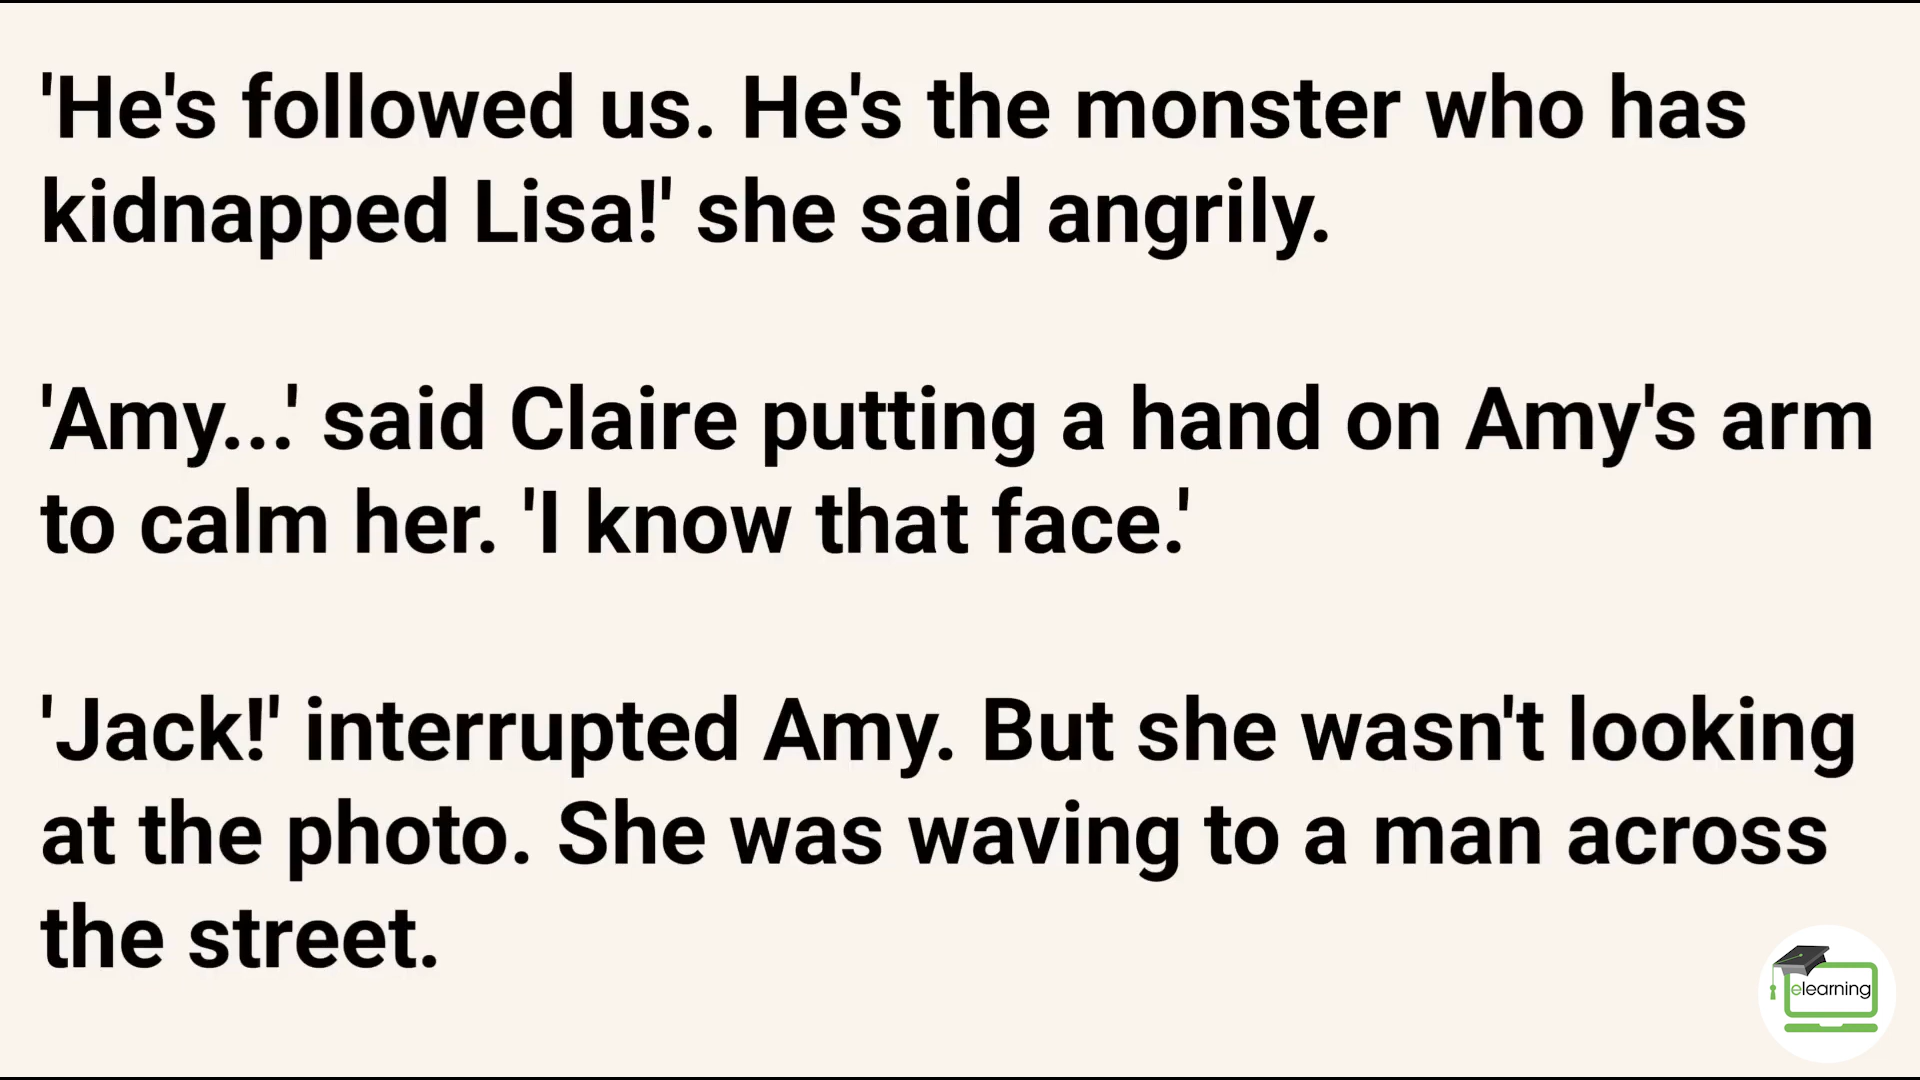 'He's followed us. He's the monster who has
kidnapped Lisa!' she said angrily.
'Amy...' said Claire putting a hand on Amy's arm
to calm her. 'I know that face.'
'Jack!' interrupted Amy. But she wasn't looking
at the photo. She was waving to a man across
the street.
elearning